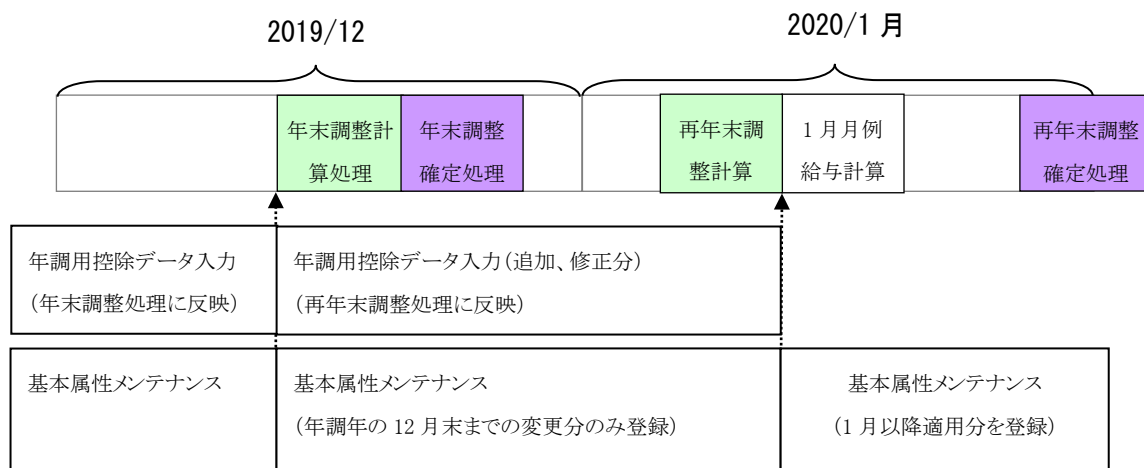 2019/12
2020/1 月
年末調整計
算処理
年末調整
確定処理
再年末調
整計算
1 月月例
給与計算
再年末調整
確定処理
年調用控除データ入力
(年末調整処理に反映)
年調用控除データ入力(追加、修正分)
(再年末調整処理に反映)
基本属性メンテナンス
基本属性メンテナンス
(年調年の 12 月末までの変更分のみ登録)
基本属性メンテナンス
(1 月以降適用分を登録)